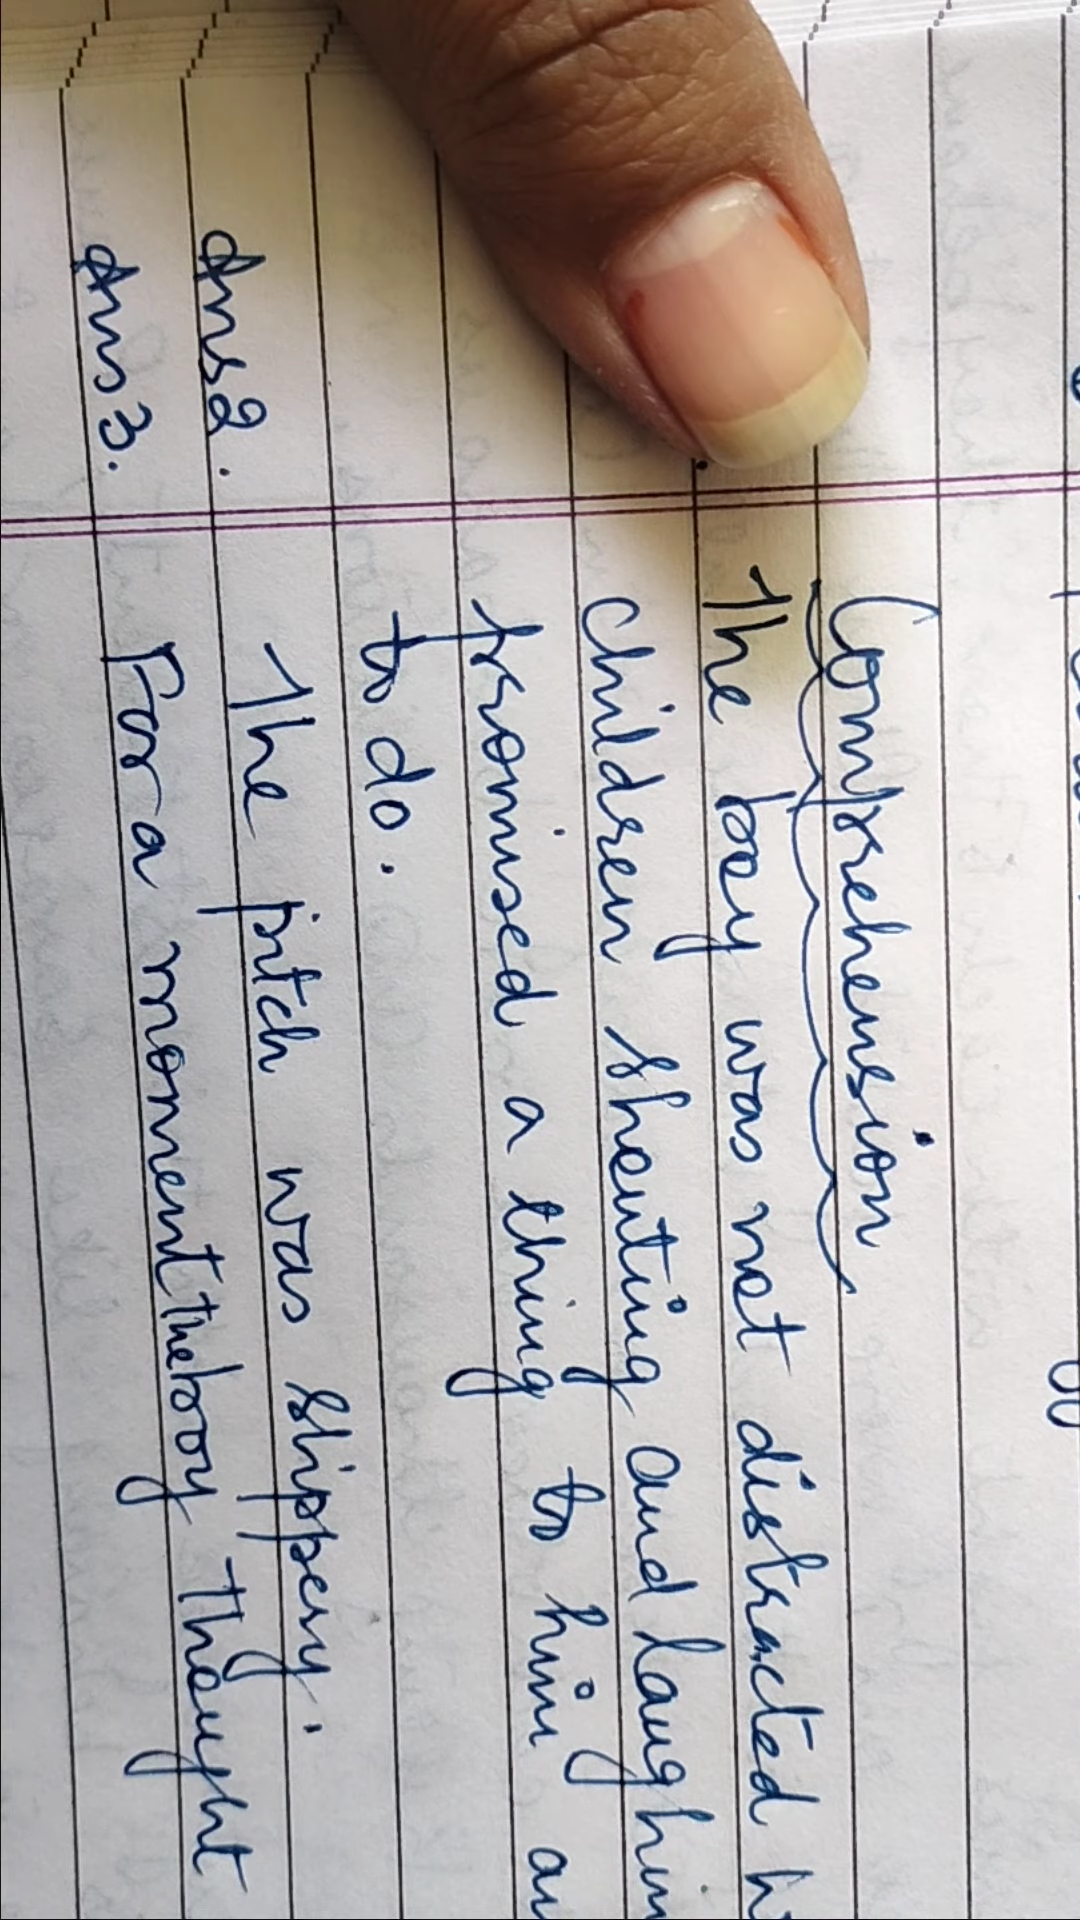 Comprehension
The boy was not distracted
children shouting and laughin
promised a thing to him
to do.
Ans2. The pitch was slippery.
Ans3. For a moment the boy thought